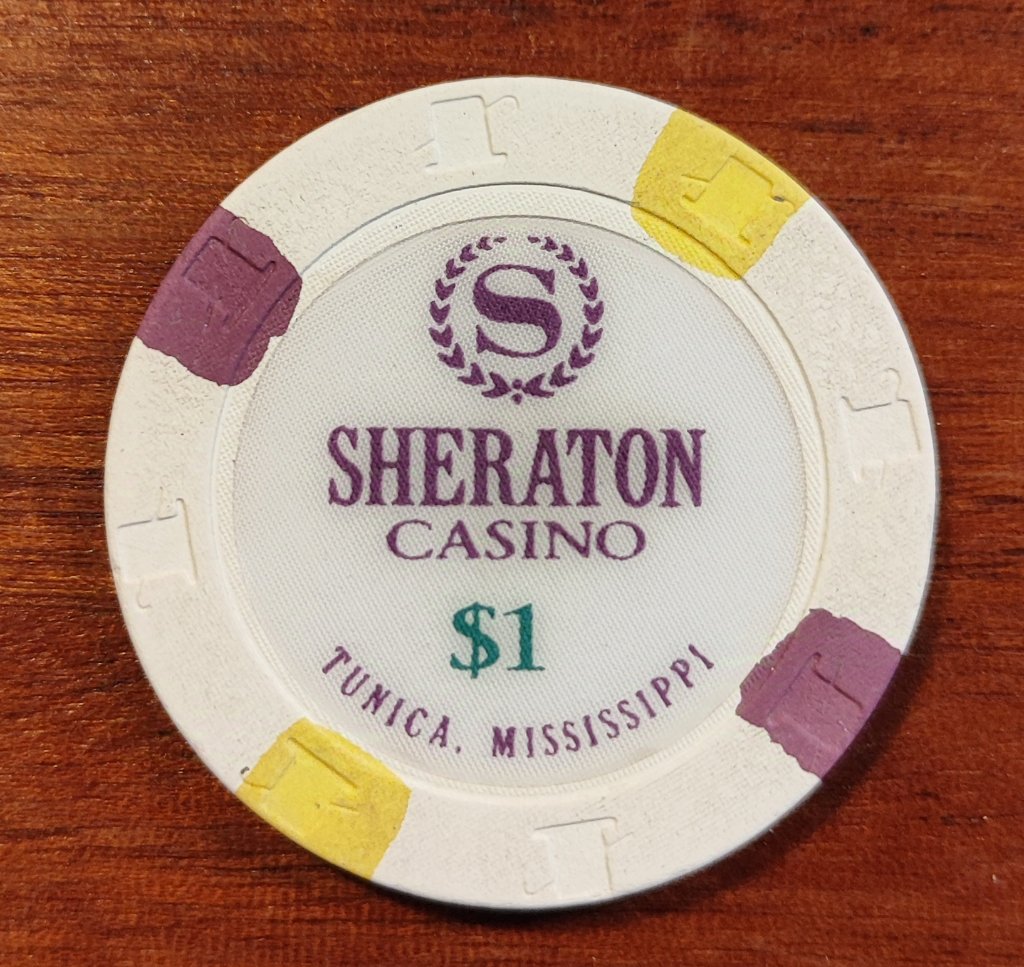 S
SHERATON
CASINO
$1
TUNICA, MISSISSIPPI